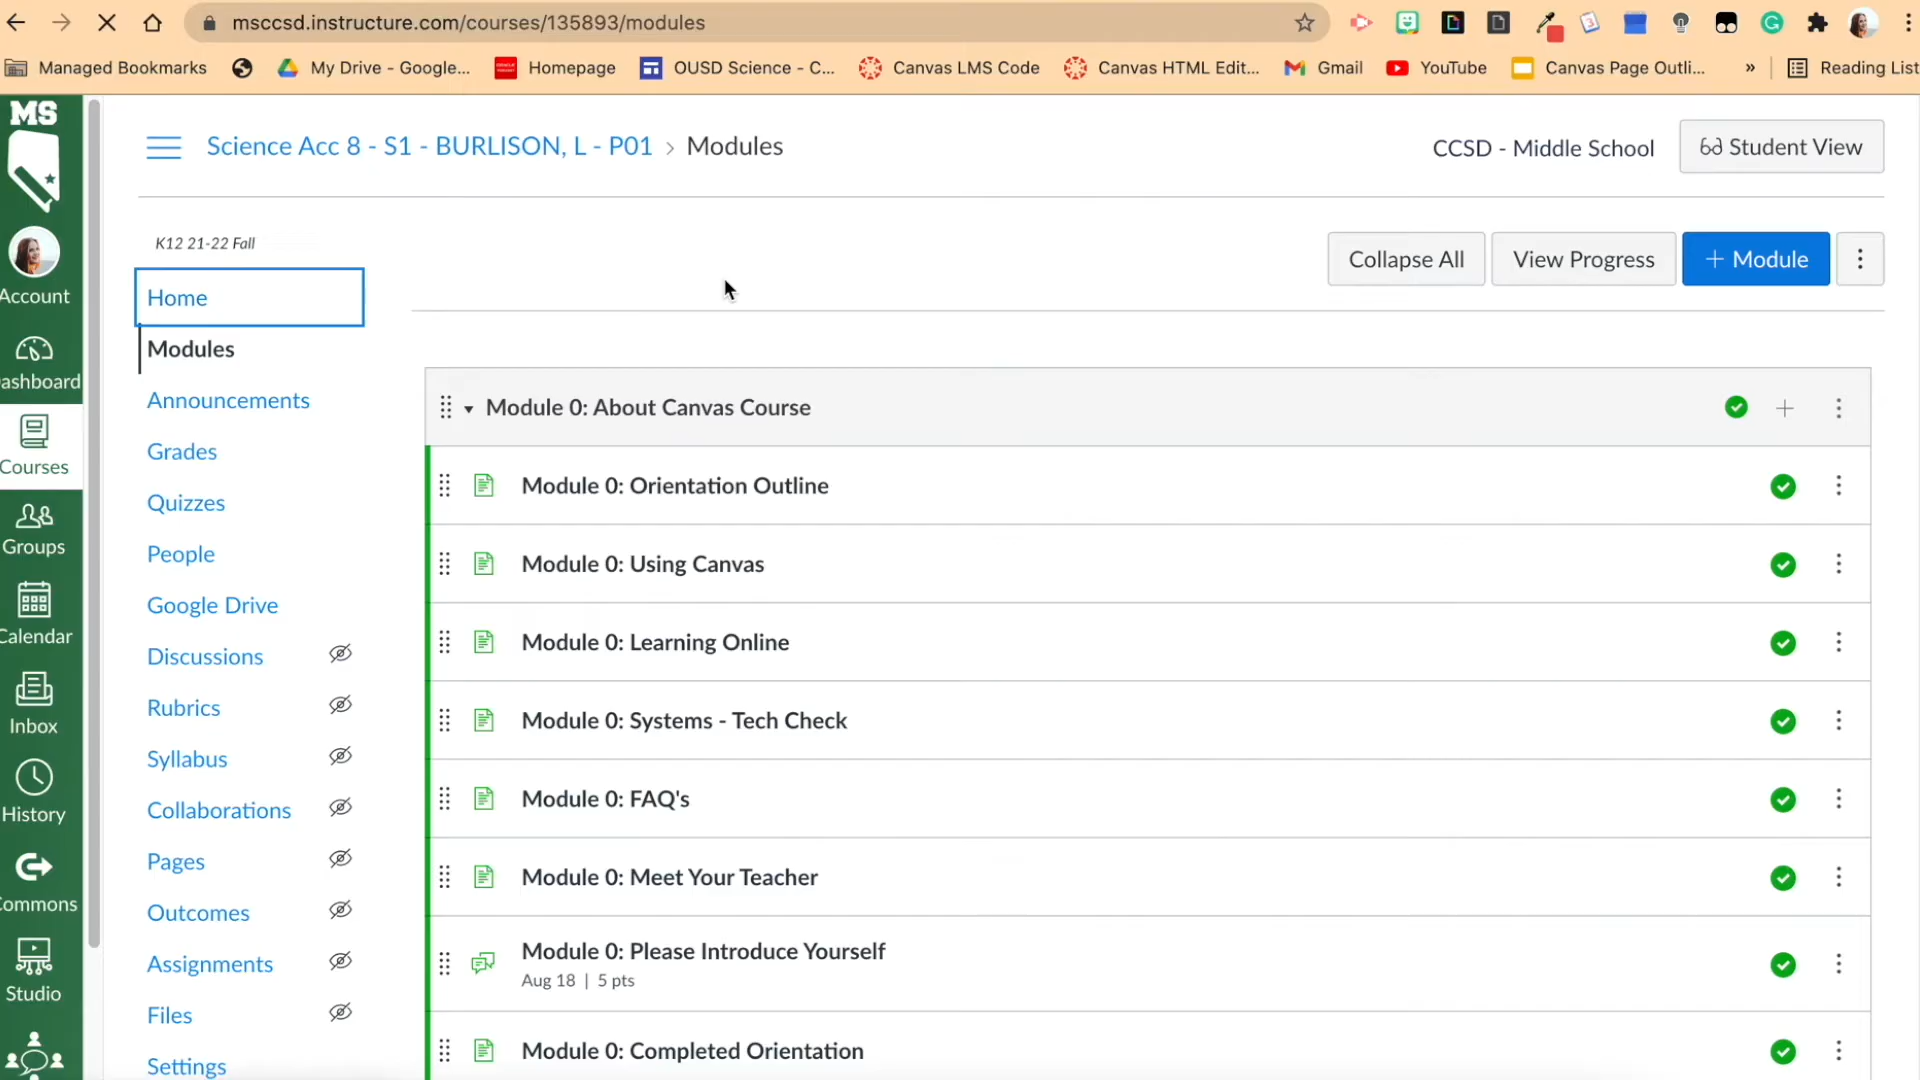 msccsd.instructure.com/courses/135893/modules
Managed Bookmarks
My Drive - Google...
Homepage
OUSD Science - C...
Canvas LMS Code
Canvas HTML Edit...
Gmail
YouTube
Canvas Page Outli...
»
Reading List
MS
Science Acc 8 - S1 - BURLISON, L - P01 › Modules
CCSD - Middle School
Student View
K12 21-22 Fall
Collapse All
View Progress
+ Module
Account
Dashboard
Courses
Groups
Calendar
Inbox
History
Commons
Studio
Home
Modules
Announcements
Grades
Quizzes
People
Google Drive
Discussions
Rubrics
Syllabus
Collaborations
Pages
Outcomes
Assignments
Files
Settings
Module 0: About Canvas Course
Module 0: Orientation Outline
Module 0: Using Canvas
Module 0: Learning Online
Module 0: Systems - Tech Check
Module 0: FAQ's
Module 0: Meet Your Teacher
Module 0: Please Introduce Yourself
Aug 18 | 5 pts
Module 0: Completed Orientation